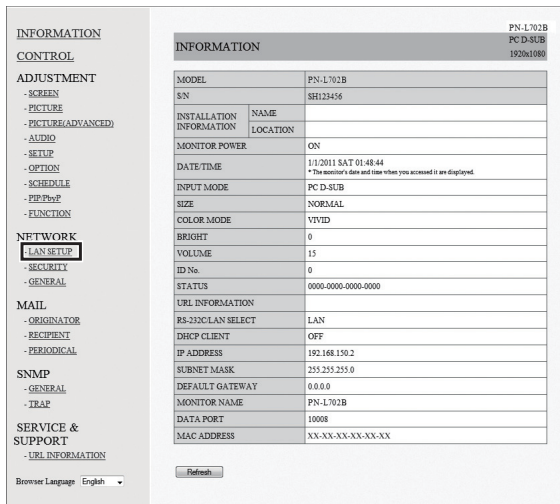 INFORMATION
CONTROL
ADJUSTMENT
- SCREEN
- PICTURE
- PICTURE(ADVANCED)
- AUDIO
- SETUP
- OPTION
- SCHEDULE
- PIP/PbyP
- FUNCTION
NETWORK
- LAN SETUP
- SECURITY
- GENERAL
MAIL
- ORIGINATOR
- RECIPIENT
- PERIODICAL
SNMP
- GENERAL
- TRAP
SERVICE &
SUPPORT
- URL INFORMATION
Browser Language English
PN-L702B
INFORMATION
PC D-SUB
1920x1080
MODEL PN-L702B
S/N SH123456
INSTALLATION INFORMATION NAME
LOCATION
MONITOR POWER ON
DATE/TIME 1/1/2011 SAT 01:48:44
* The monitor's date and time when you accessed it are displayed.
INPUT MODE PC D-SUB
SIZE NORMAL
COLOR MODE VIVID
BRIGHT 0
VOLUME 15
ID No. 0
STATUS 0000-0000-0000-0000
URL INFORMATION
RS-232C/LAN SELECT LAN
DHCP CLIENT OFF
IP ADDRESS 192.168.150.2
SUBNET MASK 255.255.255.0
DEFAULT GATEWAY 0.0.0.0
MONITOR NAME PN-L702B
DATA PORT 10008
MAC ADDRESS XX-XX-XX-XX-XX-XX
Refresh